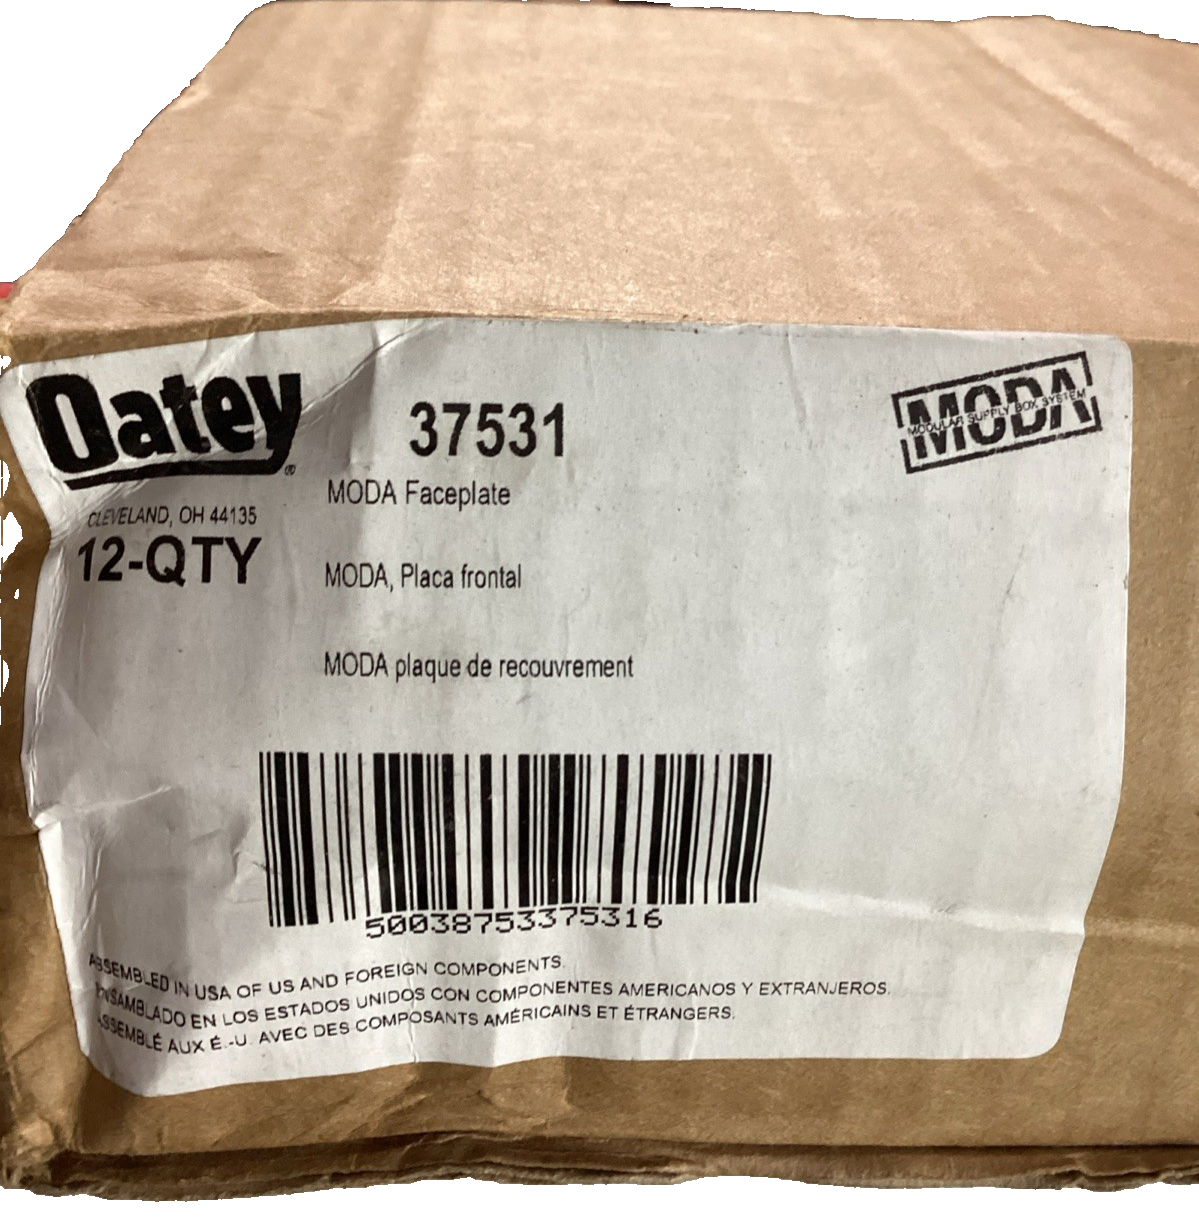 Oatey®
37531
MODA
MODULAR SUPPLY BOX SYSTEM
MODA Faceplate
CLEVELAND, OH 44135
12-QTY
MODA, Placa frontal
MODA plaque de recouvrement
50038753375316
ASSEMBLED IN USA OF US AND FOREIGN COMPONENTS.
ENSAMBLADO EN LOS ESTADOS UNIDOS CON COMPONENTES AMERICANOS Y EXTRANJEROS.
ASSEMBLÉ AUX É.-U. AVEC DES COMPOSANTS AMÉRICAINS ET ÉTRANGERS.